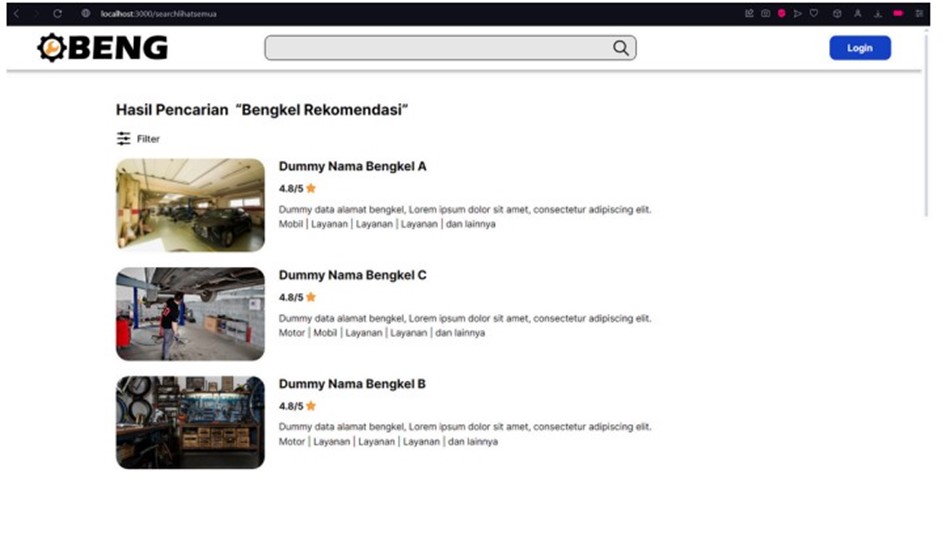 localhost:3000/searchlihatsemua
BENG
Login
Hasil Pencarian “Bengkel Rekomendasi”
Filter
Dummy Nama Bengkel A
4.8/5
Dummy data alamat bengkel, Lorem ipsum dolor sit amet, consectetur adipiscing elit.
Mobil | Layanan | Layanan | Layanan | dan lainnya
Dummy Nama Bengkel C
4.8/5
Dummy data alamat bengkel, Lorem ipsum dolor sit amet, consectetur adipiscing elit.
Motor | Mobil | Layanan | Layanan | dan lainnya
Dummy Nama Bengkel B
4.8/5
Dummy data alamat bengkel, Lorem ipsum dolor sit amet, consectetur adipiscing elit.
Motor | Layanan | Layanan | Layanan | dan lainnya